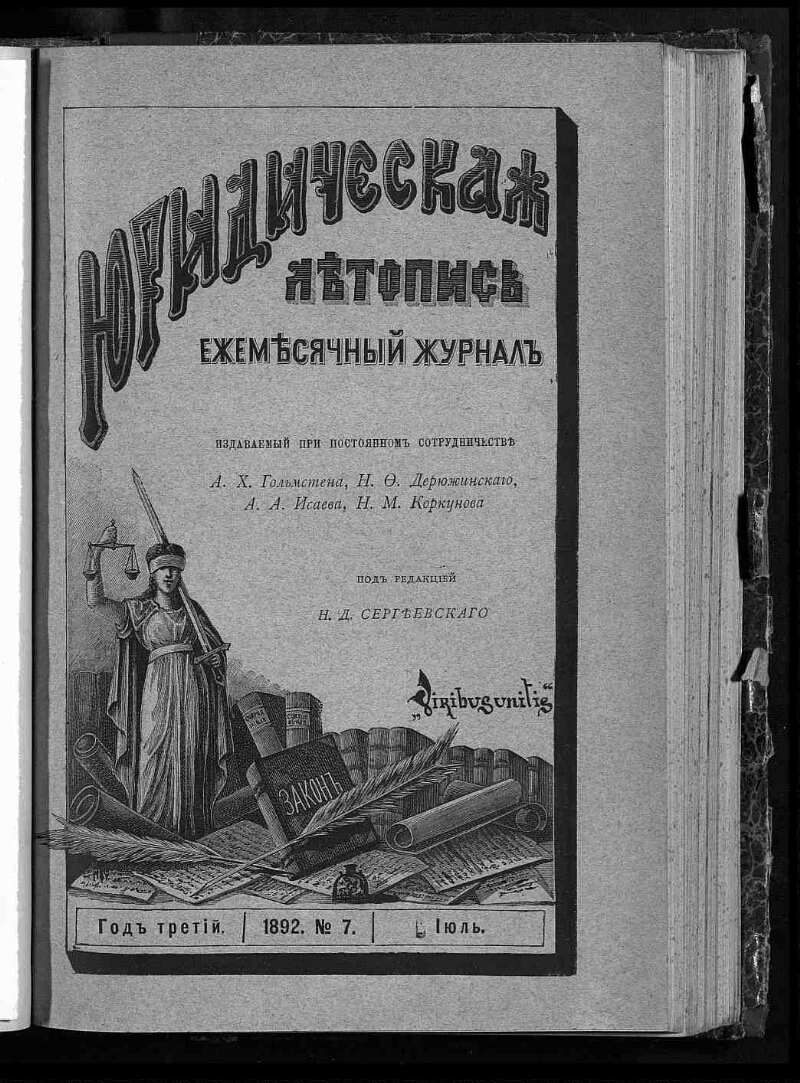 Юридическая
лѣтопись
ЕЖЕМѢСЯЧНЫЙ ЖУРНАЛЪ
ИЗДАВАЕМЫЙ ПРИ ПОСТОЯННОМЪ СОТРУДНИЧЕСТВѢ
А. Х. Гольмстена, Н. Ѳ. Дерюжинскаго,
А. А. Исаева, Н. М. Коркунова
ПОДЪ РЕДАКЦІЕЙ
Н. Д. СЕРГѢЕВСКАГО
„Viribus unitis“
ЗАКОНЪ
Годъ третій. 1892. № 7. Іюль.